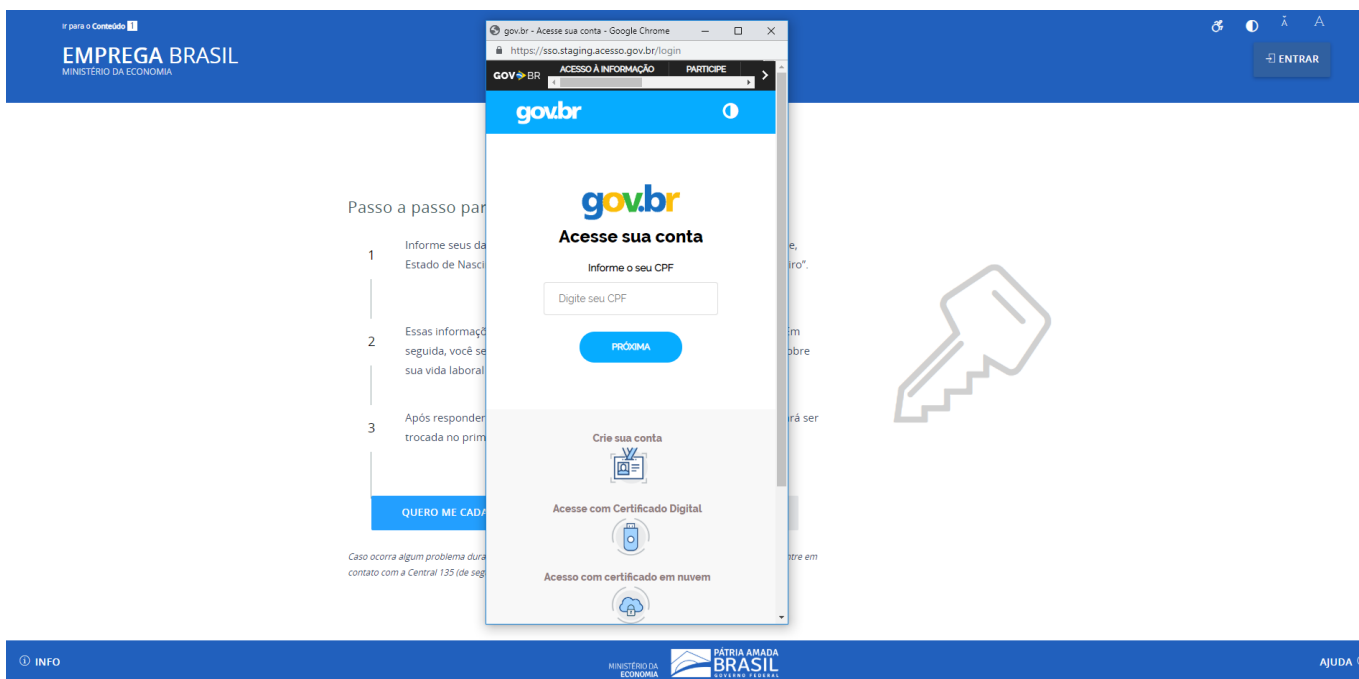 Ir para o Conteúdo 1
EMPREGA BRASIL
MINISTÉRIO DA ECONOMIA
Ā A
ENTRAR
gov.br - Acesse sua conta - Google Chrome
https://sso.staging.acesso.gov.br/login
GOV BR ACESSO À INFORMAÇÃO PARTICIPE
gov.br
gov.br
Acesse sua conta
Informe o seu CPF
Digite seu CPF
PRÓXIMA
Crie sua conta
Acesse com Certificado Digital
Acesso com certificado em nuvem
Passo a passo par
1 Informe seus da e,
Estado de Nasci iro".
2 Essas informaçõ Em
seguida, você se obre
sua vida laboral
3 Após responder rá ser
trocada no prim
QUERO ME CADA
Caso ocorra algum problema dura ntre em
contato com a Central 135 (de seg
INFO
MINISTÉRIO DA
ECONOMIA
PÁTRIA AMADA
BRASIL
GOVERNO FEDERAL
AJUDA